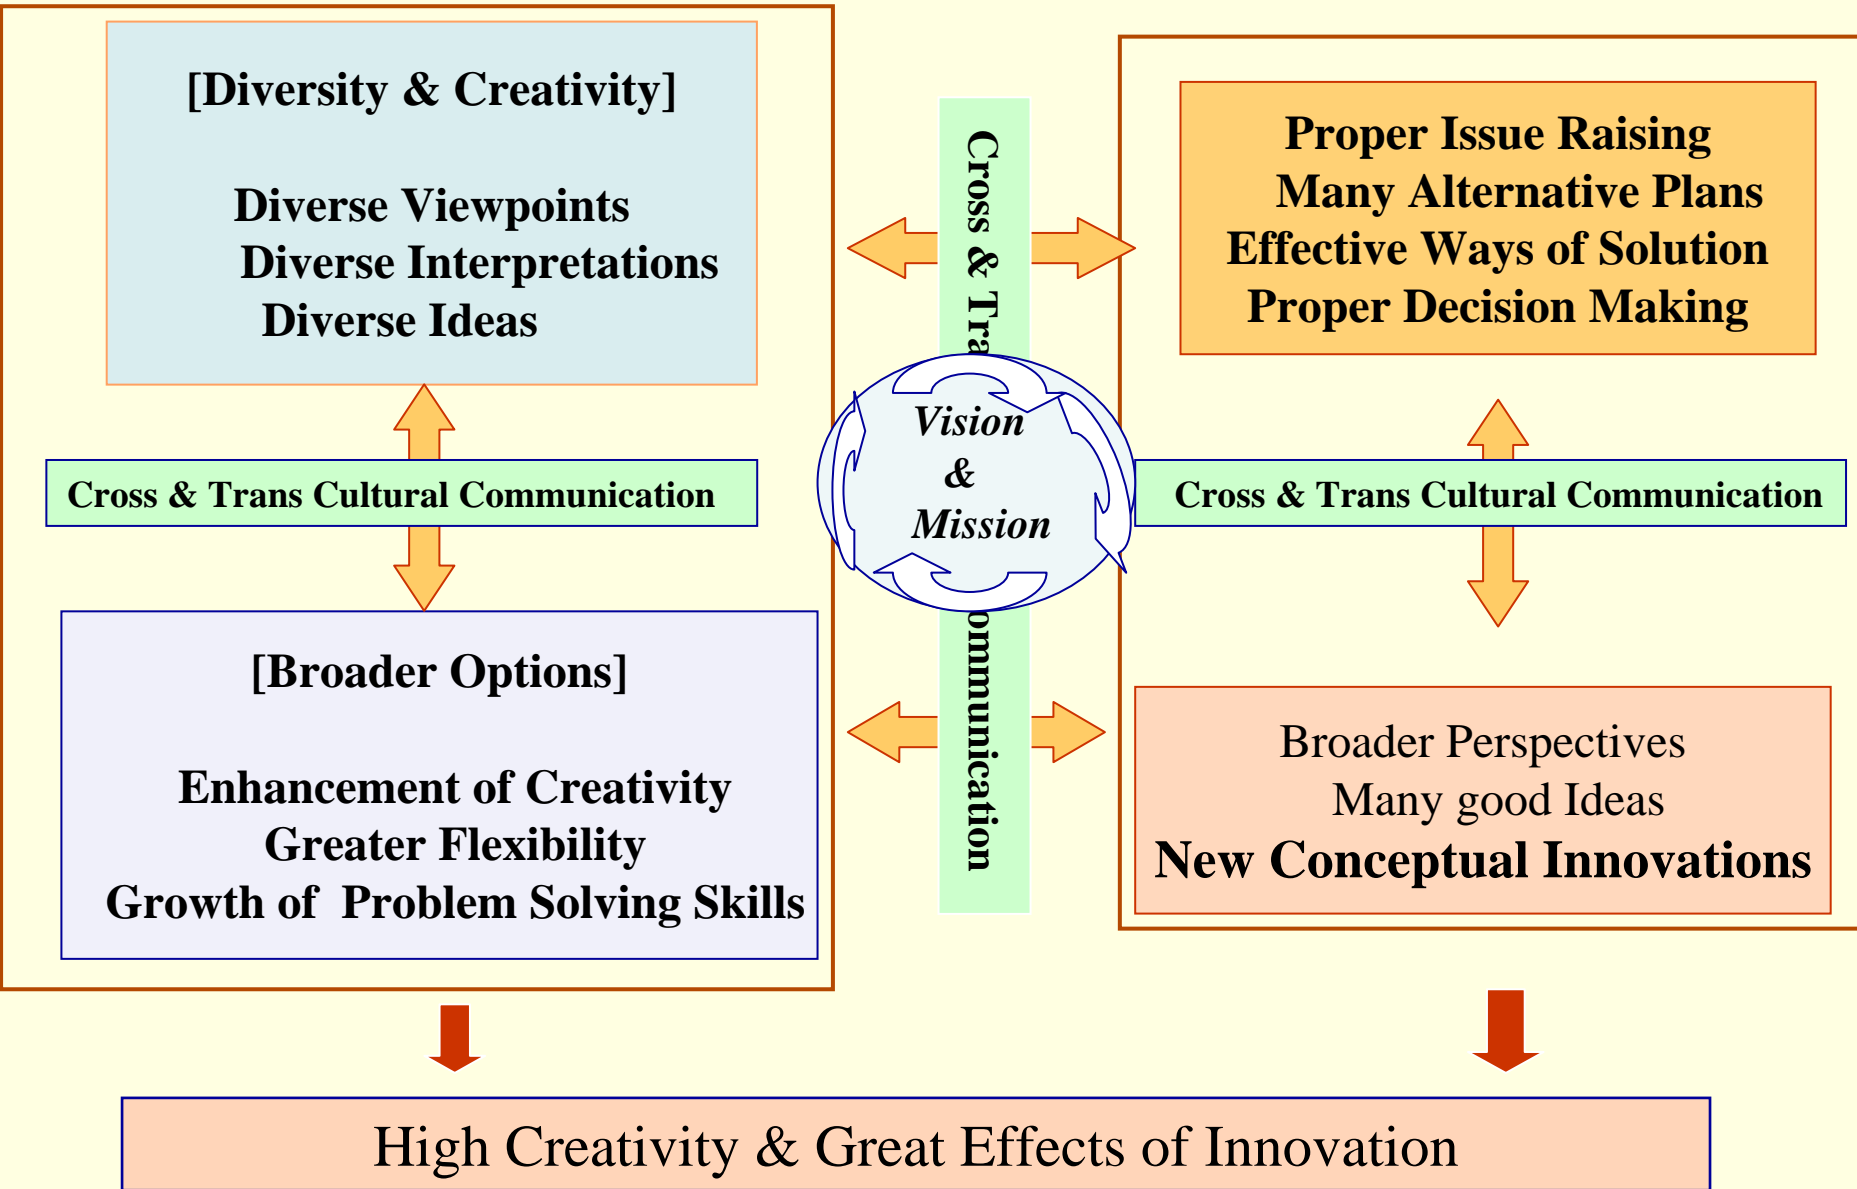 [Diversity & Creativity]
Diverse Viewpoints
Diverse Interpretations
Diverse Ideas
Cross & Trans Cultural Communication
[Broader Options]
Enhancement of Creativity
Greater Flexibility
Growth of Problem Solving Skills
Cross & Tra
ommunication
Vision
&
Mission
Proper Issue Raising
Many Alternative Plans
Effective Ways of Solution
Proper Decision Making
Cross & Trans Cultural Communication
Broader Perspectives
Many good Ideas
New Conceptual Innovations
High Creativity & Great Effects of Innovation